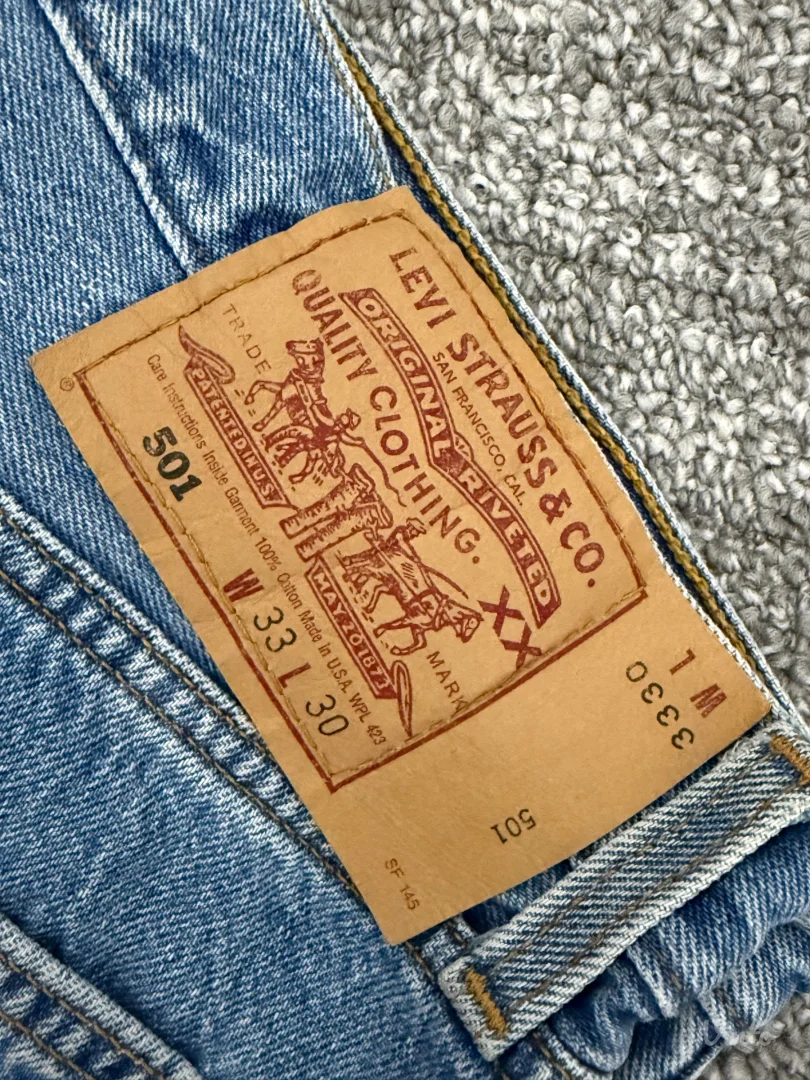 LEVI STRAUSS & CO.
SAN FRANCISCO, CAL.
ORIGINAL RIVETED
QUALITY CLOTHING.
XX
TRADE MARK
PATENTED IN U.S. MAY 20 1873
®
501
Care Instructions Inside Garment 100% Cotton Made In U.S.A. WPL 423
W 33 L 30
W L
3330
501
SF 145